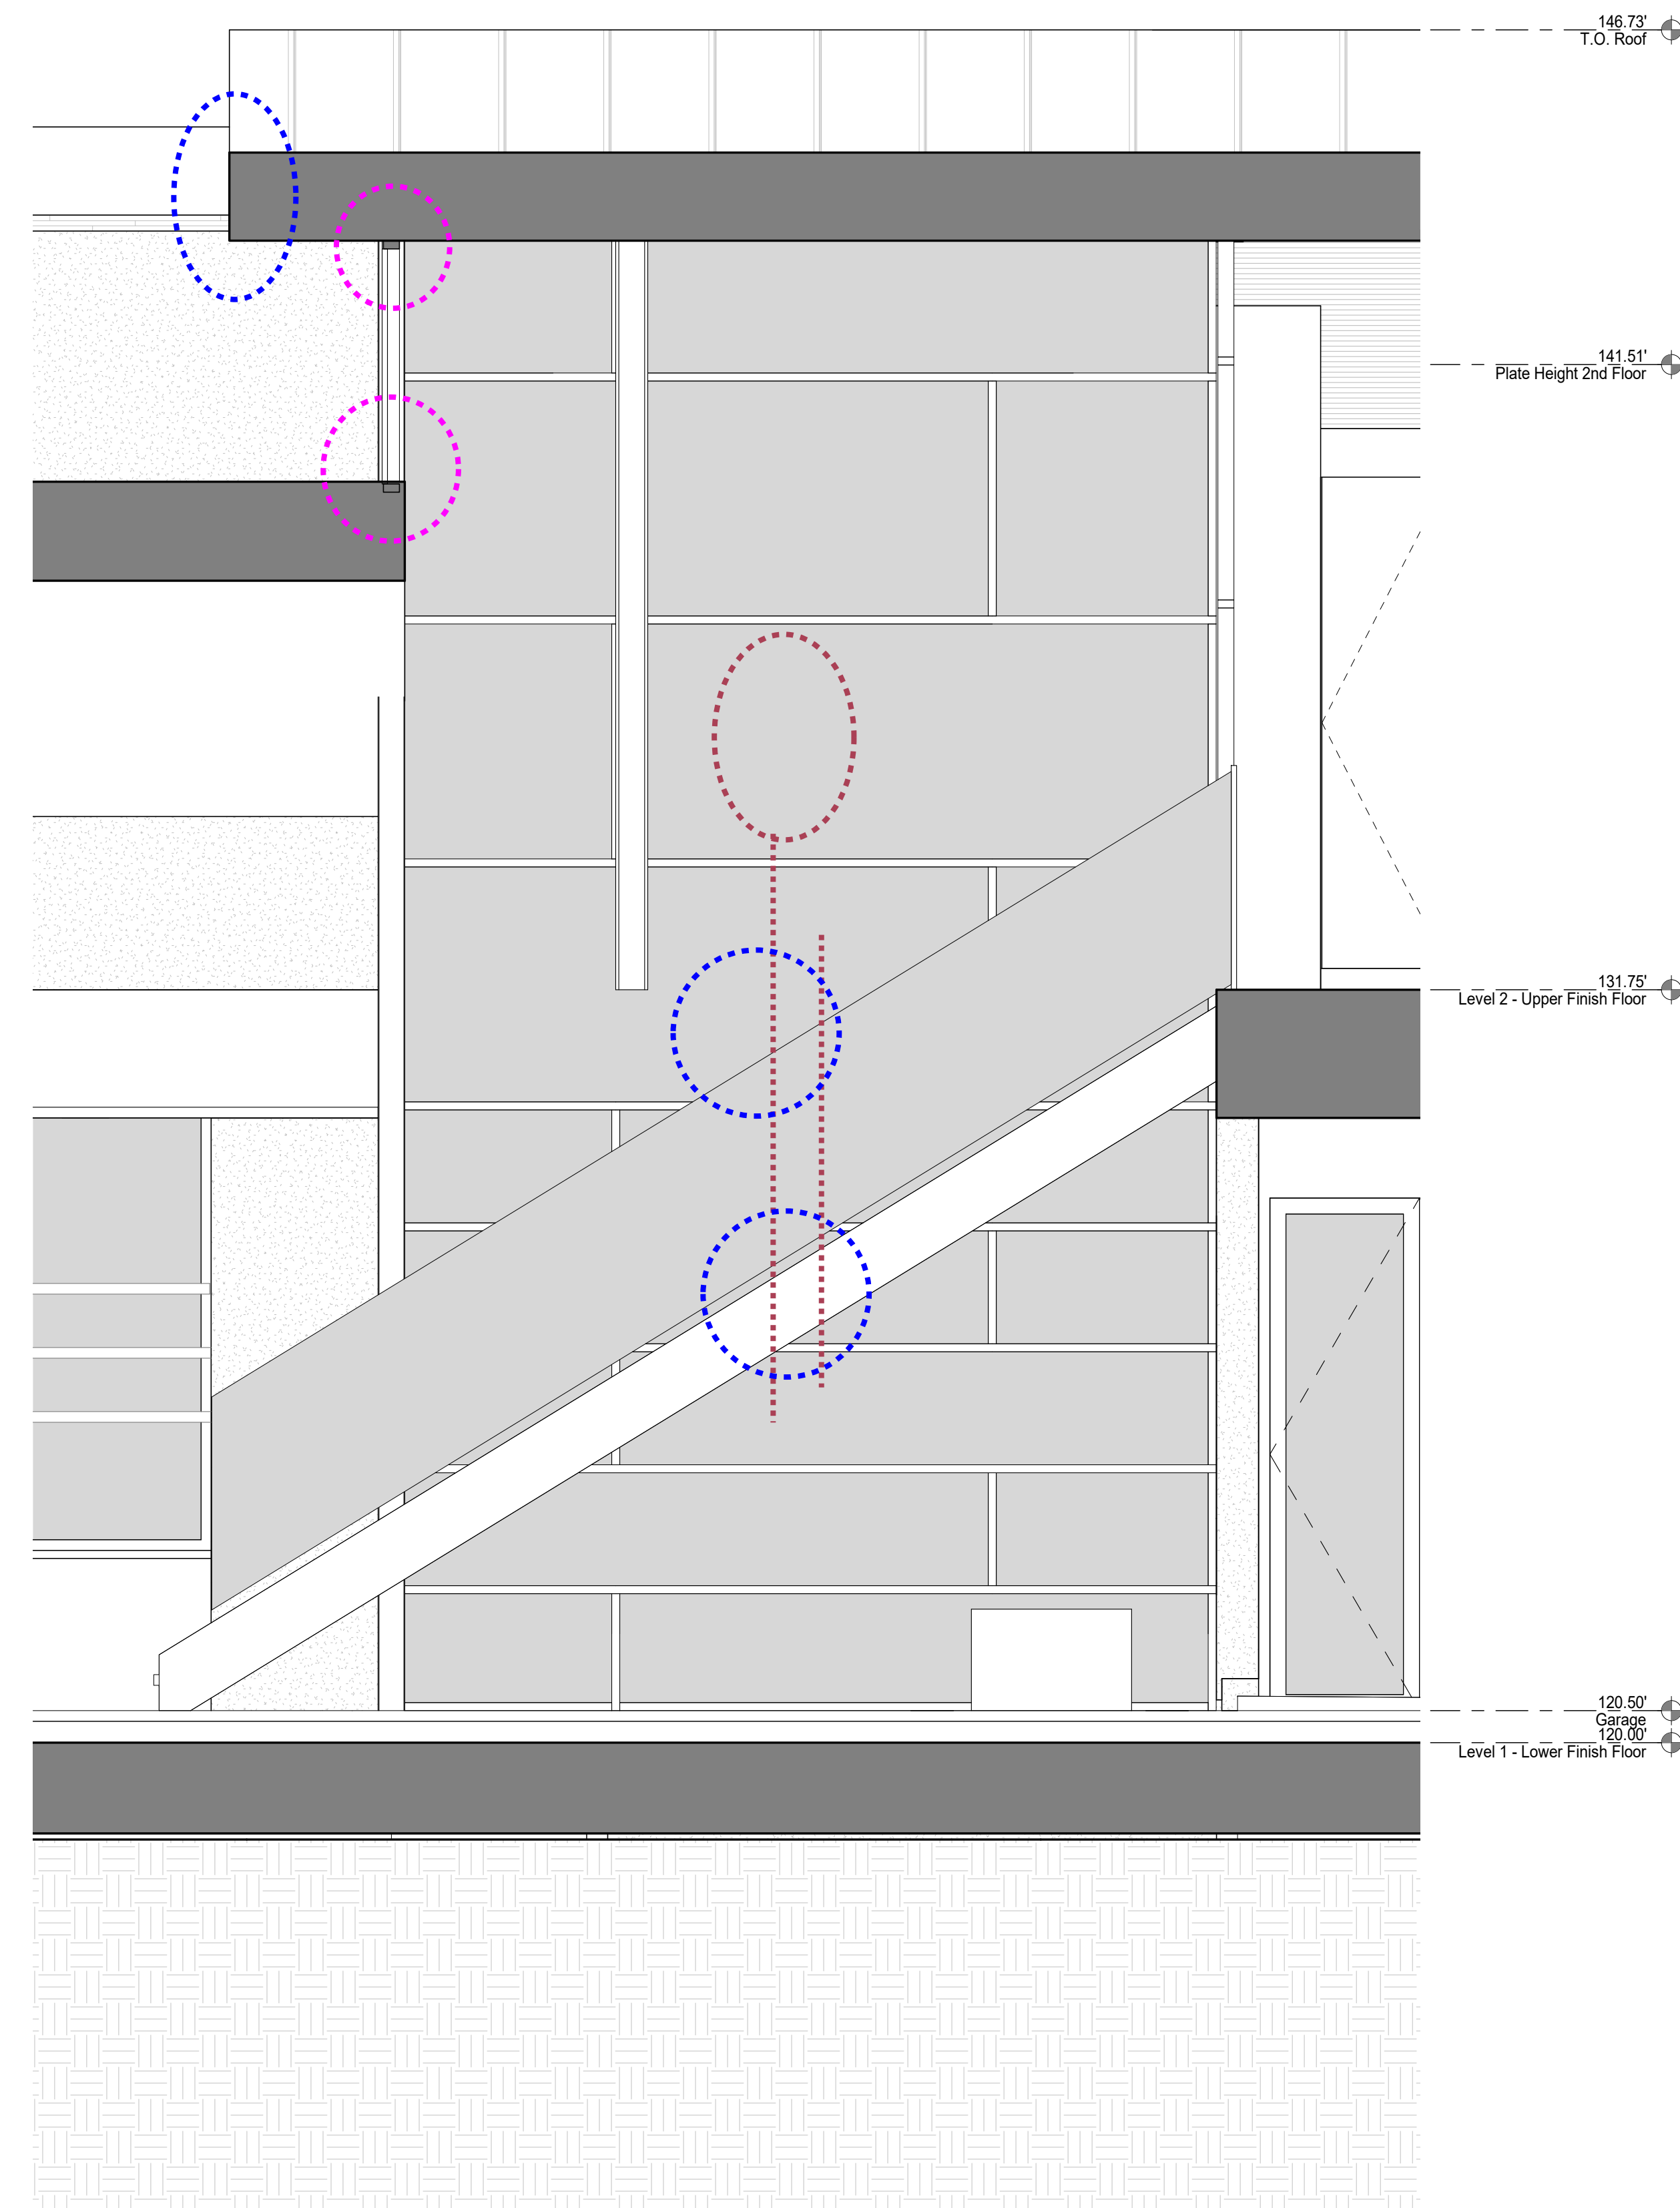 146.73'
T.O. Roof
141.51'
Plate Height 2nd Floor
131.75'
Level 2 - Upper Finish Floor
120.50'
Garage
120.00'
Level 1 - Lower Finish Floor